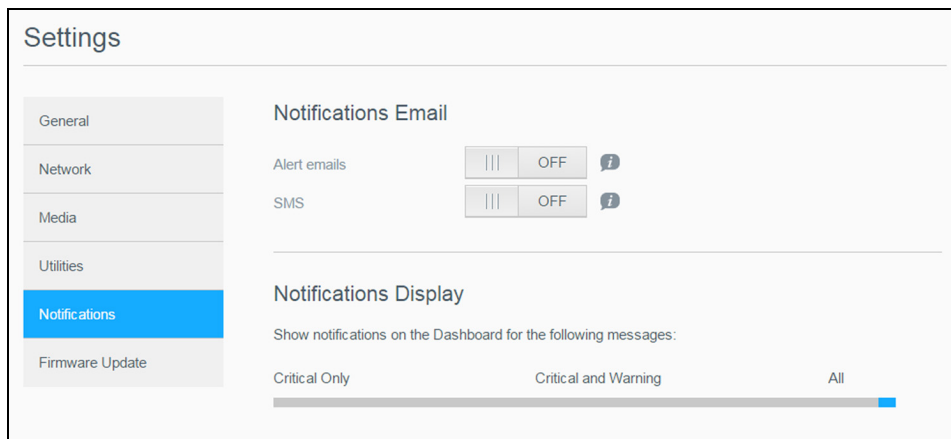 Settings
General
Network
Media
Utilities
Notifications
Firmware Update
Notifications Email
Alert emails OFF i
SMS OFF i
Notifications Display
Show notifications on the Dashboard for the following messages:
Critical Only Critical and Warning All